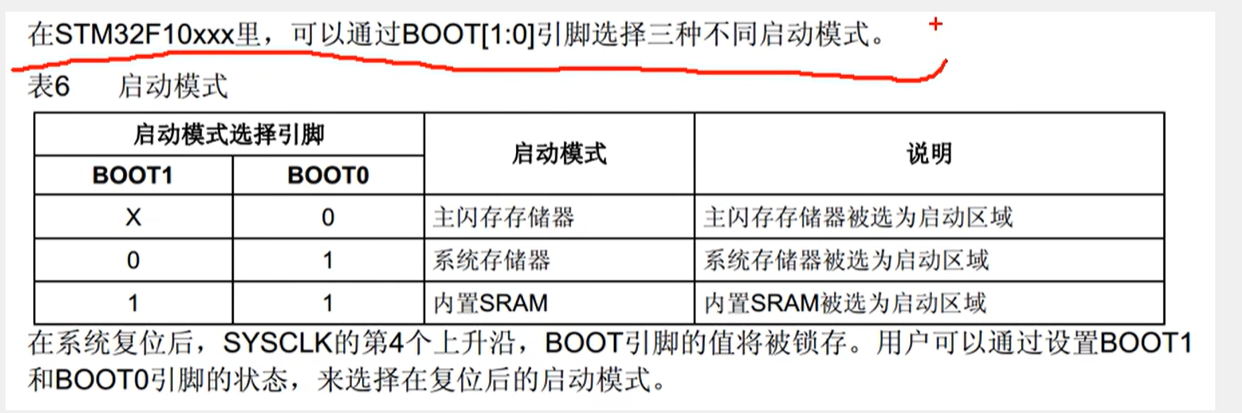 在STM32F10xxx里，可以通过BOOT[1:0]引脚选择三种不同启动模式。
表6 启动模式
启动模式选择引脚 启动模式 说明
BOOT1 BOOT0
X 0 主闪存存储器 主闪存存储器被选为启动区域
0 1 系统存储器 系统存储器被选为启动区域
1 1 内置SRAM 内置SRAM被选为启动区域
在系统复位后，SYSCLK的第4个上升沿，BOOT引脚的值将被锁存。用户可以通过设置BOOT1
和BOOT0引脚的状态，来选择在复位后的启动模式。